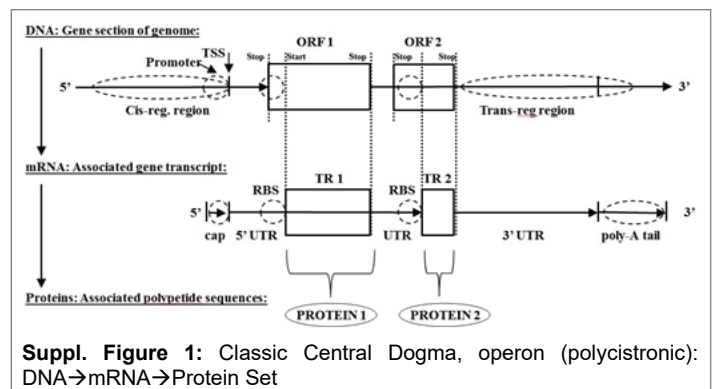 DNA: Gene section of genome:
ORF 1 ORF 2
TSS
Promoter
Stop Start Stop Stop Stop
5' 3'
Cis-reg. region Trans-reg region
mRNA: Associated gene transcript:
RBS TR 1 RBS TR 2
5' 3'
cap 5' UTR UTR 3' UTR poly-A tail
Proteins: Associated polypetide sequences:
PROTEIN 1 PROTEIN 2
Suppl. Figure 1: Classic Central Dogma, operon (polycistronic):
DNA→mRNA→Protein Set